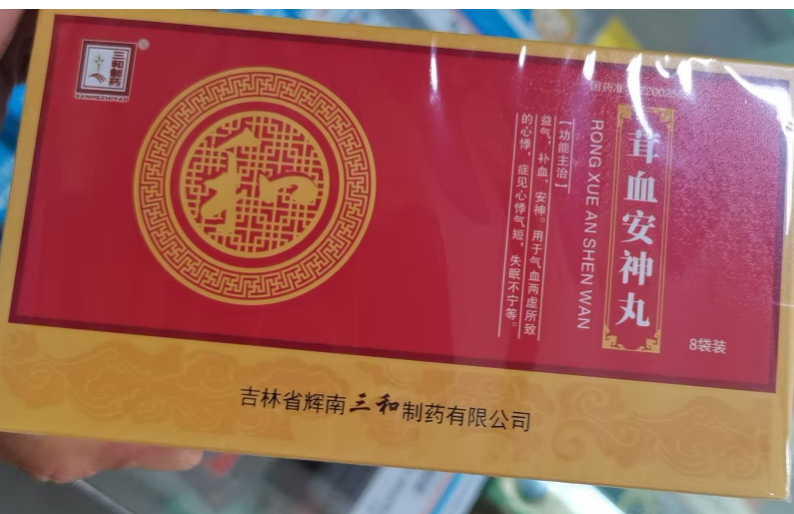 三和制药
SANHEZHIYAO
国药准
茸血安神丸
RONG XUE AN SHEN WAN
【功能主治】
益气，补血，安神。用于气血两虚所致
的心悸，症见心悸气短，失眠不宁等。
8袋装
和
吉林省辉南三和制药有限公司